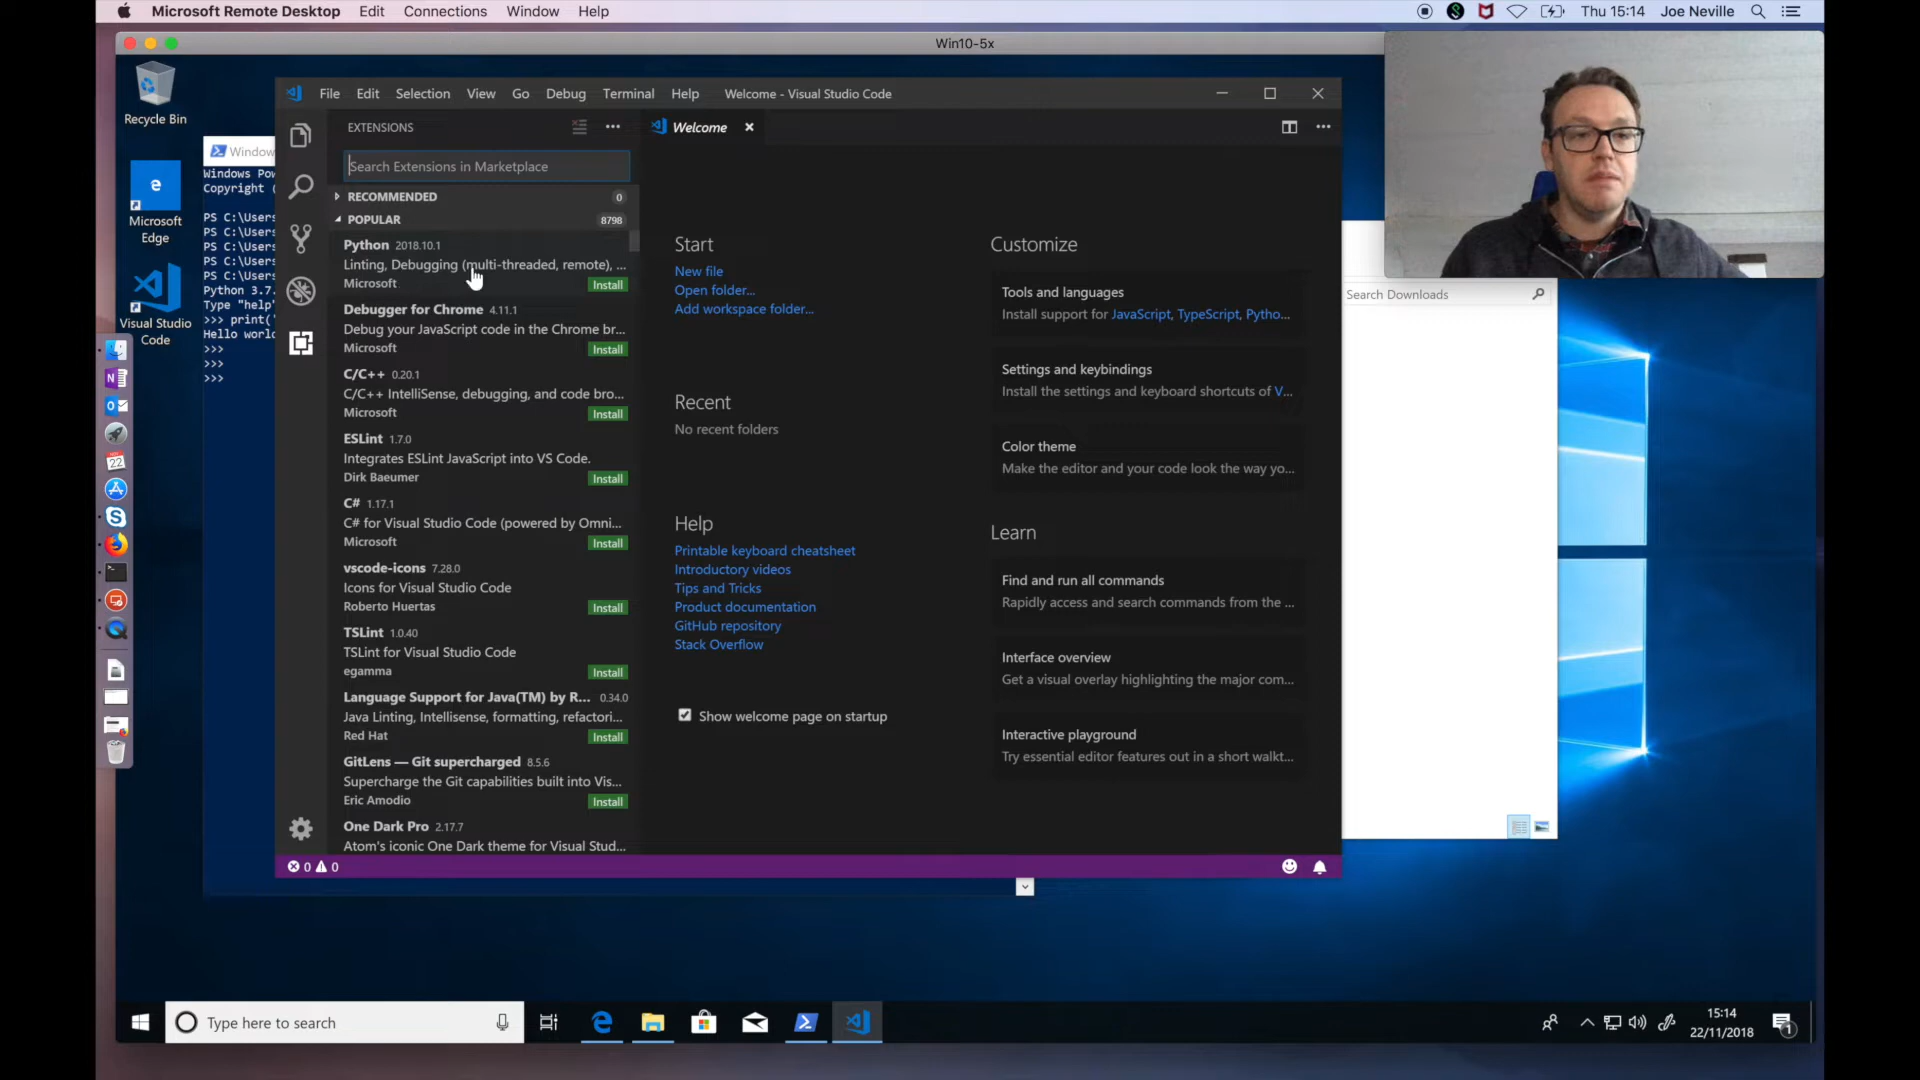 Microsoft Remote Desktop Edit Connections Window Help
Thu 15:14 Joe Neville
Win10-5x
Recycle Bin
Microsoft
Edge
Visual Studio
Code
Window
Windows Pow
Copyright (
PS C:\Users
PS C:\Users
PS C:\Users
PS C:\Users
PS C:\Users
Python 3.7.
Type "help"
>>> print('
Hello world
>>>
>>>
>>>
File Edit Selection View Go Debug Terminal Help
Welcome - Visual Studio Code
EXTENSIONS
Search Extensions in Marketplace
RECOMMENDED 0
POPULAR 8798
Python 2018.10.1
Linting, Debugging (multi-threaded, remote), ...
Microsoft Install
Debugger for Chrome 4.11.1
Debug your JavaScript code in the Chrome br...
Microsoft Install
C/C++ 0.20.1
C/C++ IntelliSense, debugging, and code bro...
Microsoft Install
ESLint 1.7.0
Integrates ESLint JavaScript into VS Code.
Dirk Baeumer Install
C# 1.17.1
C# for Visual Studio Code (powered by Omni...
Microsoft Install
vscode-icons 7.28.0
Icons for Visual Studio Code
Roberto Huertas Install
TSLint 1.0.40
TSLint for Visual Studio Code
egamma Install
Language Support for Java(TM) by R... 0.34.0
Java Linting, Intellisense, formatting, refactori...
Red Hat Install
GitLens — Git supercharged 8.5.6
Supercharge the Git capabilities built into Vis...
Eric Amodio Install
One Dark Pro 2.17.7
Atom's iconic One Dark theme for Visual Stud...
Welcome
Start
New file
Open folder...
Add workspace folder...
Recent
No recent folders
Help
Printable keyboard cheatsheet
Introductory videos
Tips and Tricks
Product documentation
GitHub repository
Stack Overflow
Show welcome page on startup
Customize
Tools and languages
Install support for JavaScript, TypeScript, Pytho...
Settings and keybindings
Install the settings and keyboard shortcuts of V...
Color theme
Make the editor and your code look the way yo...
Learn
Find and run all commands
Rapidly access and search commands from the ...
Interface overview
Get a visual overlay highlighting the major com...
Interactive playground
Try essential editor features out in a short walkt...
0 0
Search Downloads
NOV
22
Type here to search
15:14
22/11/2018
1